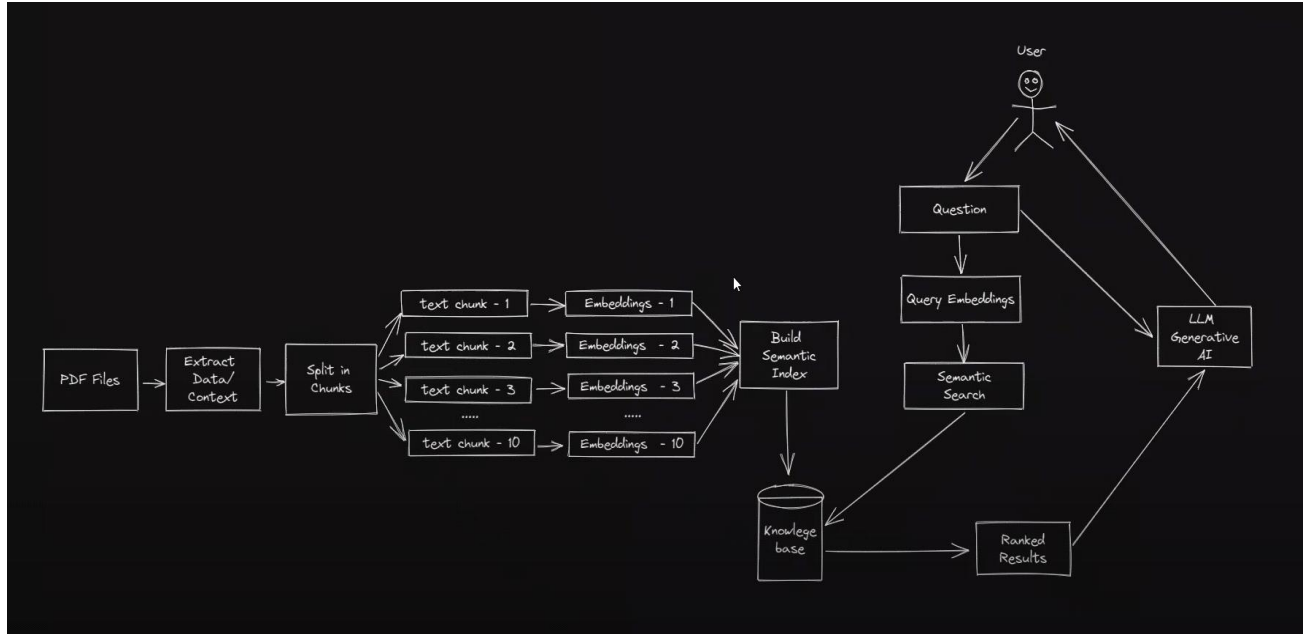 User
Question
Query Embeddings
Semantic
Search
LLM
Generative
AI
PDF Files
Extract
Data/
Context
Split in
Chunks
text chunk - 1
Embeddings - 1
text chunk - 2
Embeddings - 2
text chunk - 3
Embeddings - 3
.....
.....
text chunk - 10
Embeddings - 10
Build
Semantic
Index
Knowlege
base
Ranked
Results